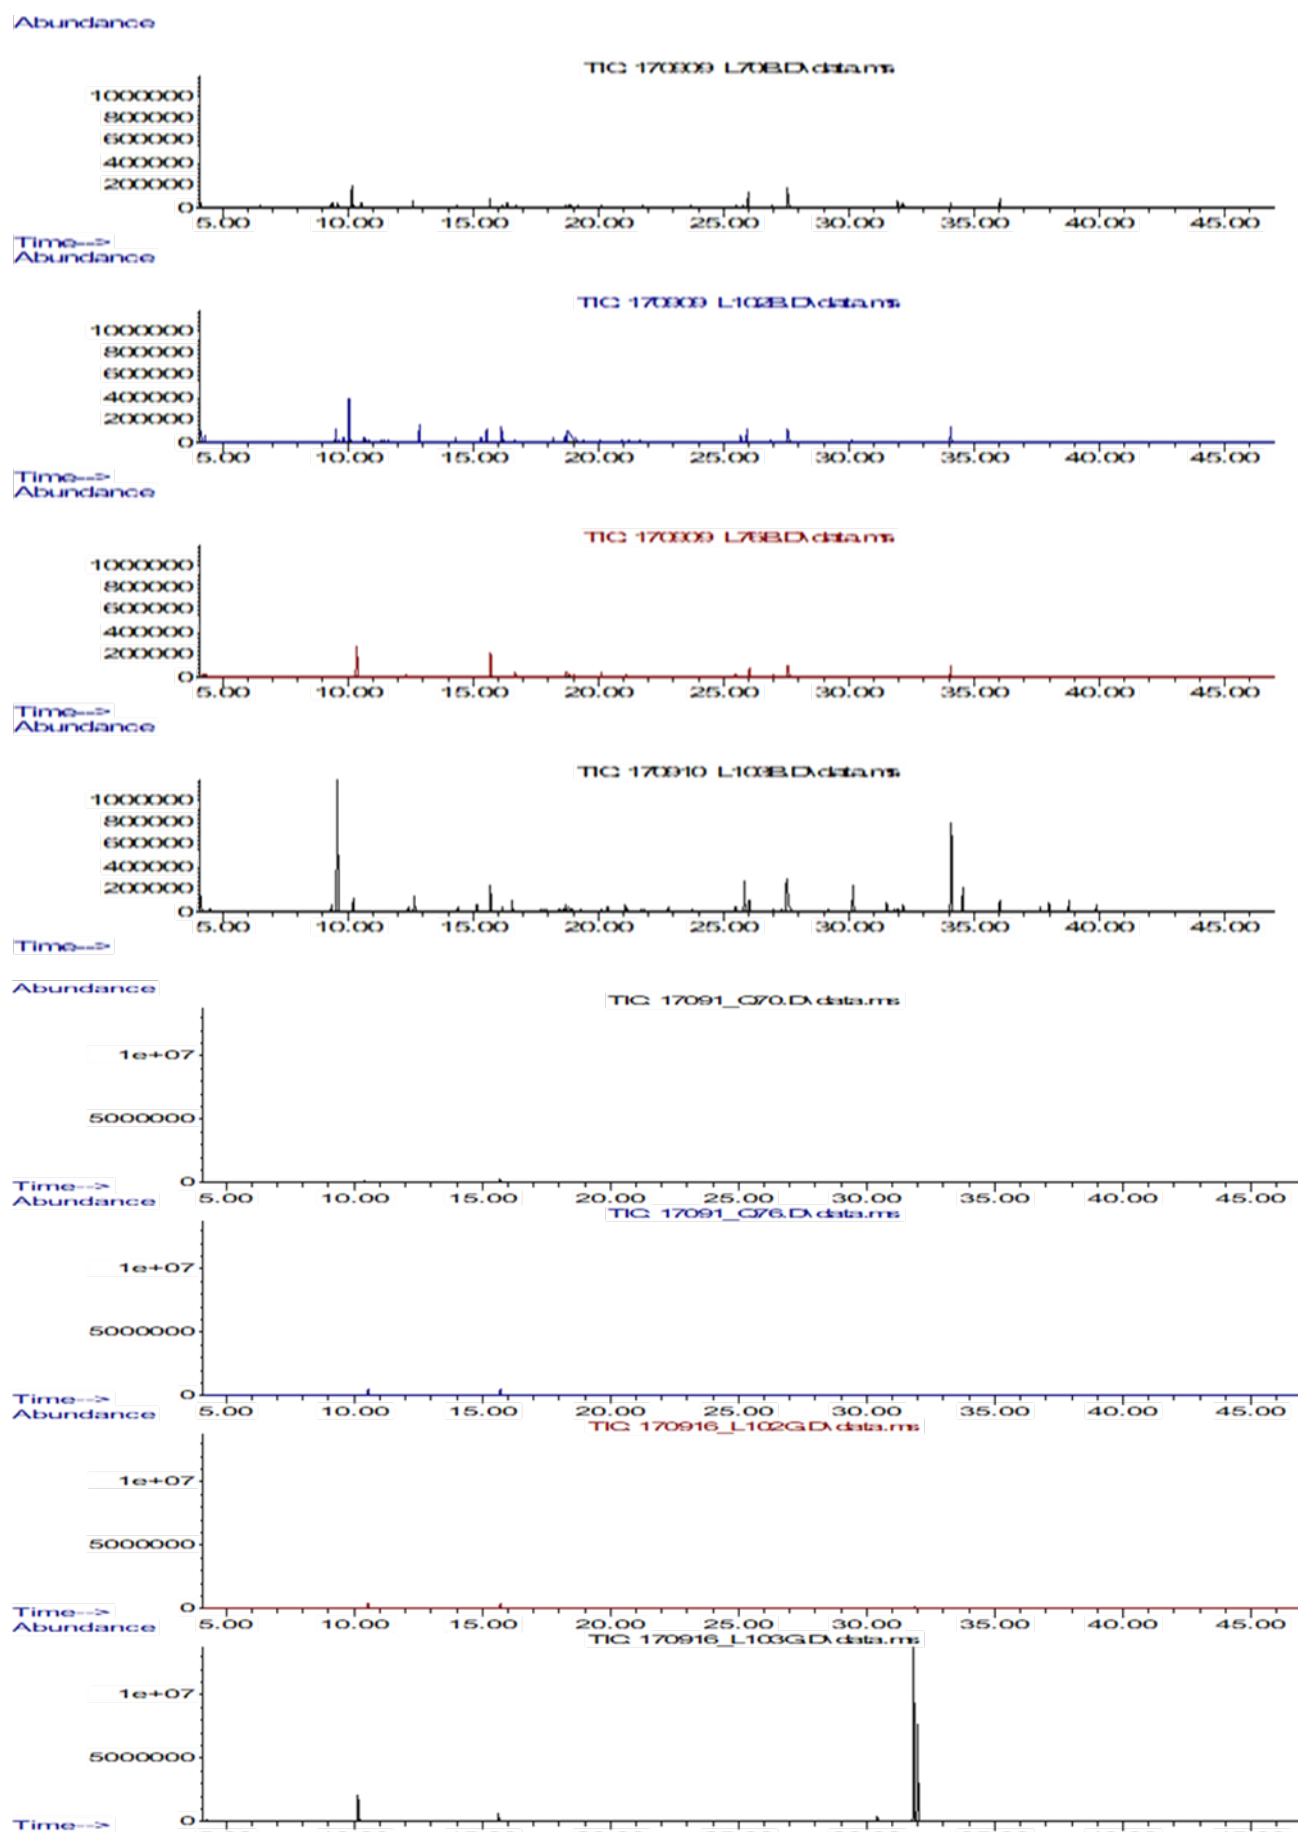 Abundance
TIC: 170909 L70B.D\data.ms
1000000
800000
600000
400000
200000
0
5.00 10.00 15.00 20.00 25.00 30.00 35.00 40.00 45.00
Time-->
Abundance
TIC: 170909 L102B.D\data.ms
1000000
800000
600000
400000
200000
0
5.00 10.00 15.00 20.00 25.00 30.00 35.00 40.00 45.00
Time-->
Abundance
TIC: 170909 L76B.D\data.ms
1000000
800000
600000
400000
200000
0
5.00 10.00 15.00 20.00 25.00 30.00 35.00 40.00 45.00
Time-->
Abundance
TIC: 170910 L103B.D\data.ms
1000000
800000
600000
400000
200000
0
5.00 10.00 15.00 20.00 25.00 30.00 35.00 40.00 45.00
Time-->
Abundance
TIC: 17091_Q70.D\data.ms
1e+07
5000000
0
5.00 10.00 15.00 20.00 25.00 30.00 35.00 40.00 45.00
Time-->
Abundance
TIC: 17091_Q76.D\data.ms
1e+07
5000000
0
5.00 10.00 15.00 20.00 25.00 30.00 35.00 40.00 45.00
Time-->
Abundance
TIC: 170916_L102G.D\data.ms
1e+07
5000000
0
5.00 10.00 15.00 20.00 25.00 30.00 35.00 40.00 45.00
Time-->
Abundance
TIC: 170916_L103G.D\data.ms
1e+07
5000000
0
Time-->